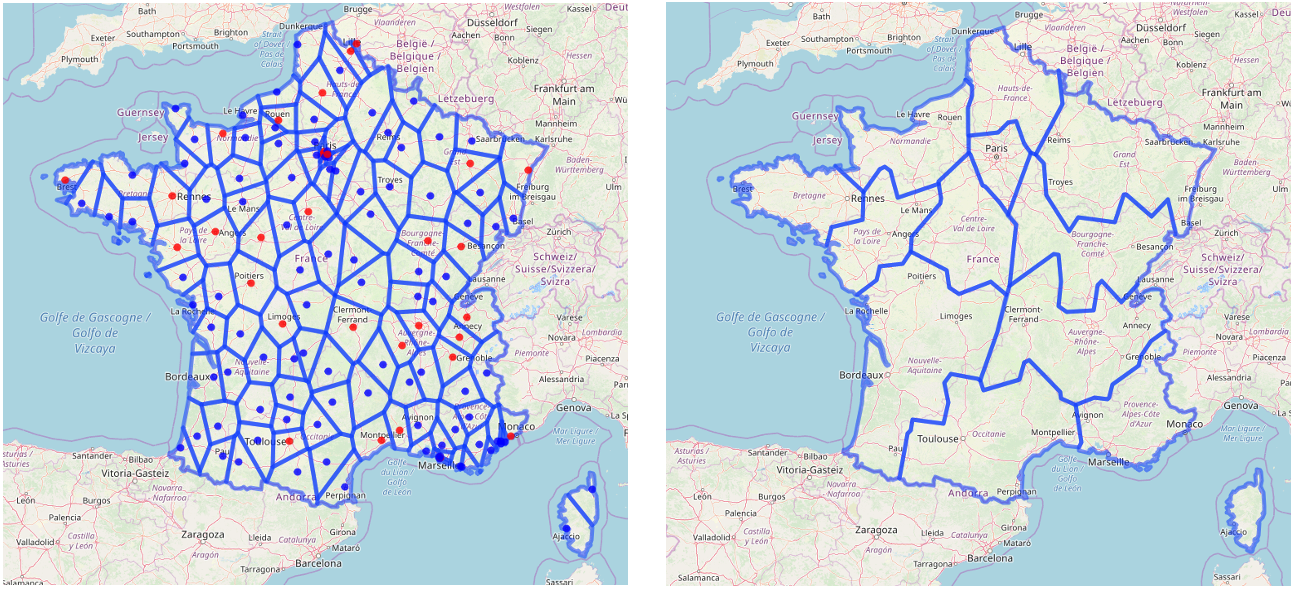 Bath
Kassel
Exeter
Southampton
Brighton
Portsmouth
Plymouth
Strait
of Dover /
Pas de
Calais
Dunkerque
Brugge
Vlaanderen
Lille
Düsseldorf
Nordrhein-
Westfalen
Siegen
Aachen
Bonn
België /
Belgique /
Belgien
Koblenz
Hessen
Frankfurt am
Main
Mannheim
Karlsruhe
Letzebuerg
Saarbrücken
Guernsey
Jersey
Le Havre
Rouen
Hauts-de-
France
Normandie
Paris
Reims
Grand
Est
Troyes
Baden-
Württemberg
Ulm
Freiburg
im Breisgau
Brest
Bretagne
Rennes
Le Mans
Pays de
la Loire
Angers
Centre-
Val de Loire
Bourgogne-
Franche-
Comté
Besançon
Basel
Zürich
Schweiz/
Suisse/Svizzera/
Svizra
Lausanne
Genève
France
Poitiers
La Rochelle
Limoges
Clermont-
Ferrand
Auvergne-
Rhône-
Alpes
Annecy
Grenoble
Varese
Novara
Lombardia
Piemonte
Piacenza
Alessandria
Genova
Golfe de Gascogne /
Golfo de
Vizcaya
Nouvelle-
Aquitaine
Bordeaux
Toulouse
Occitanie
Montpellier
Avignon
Provence-
Alpes-Côte
d'Azur
Marseille
Monaco
Mar Ligure /
Mer Ligure
Golfe
du Lion /
Golfo
de León
Pau
Andorra
Perpignan
Asturias/
Asturies
Santander
Bilbao
Vitoria-Gasteiz
Navarra -
Nafarroa
León
Burgos
Palencia
Valladolid
Castilla
y León
Zaragoza
Aragón
Lleida
Catalunya
Girona
Mataró
Barcelona
Tarragona
Salamanca
Ajaccio
Sassari
Bath
Kassel
Exeter
Southampton
Brighton
Portsmouth
Plymouth
Strait
of Dover /
Pas de
Calais
Dunkerque
Brugge
Vlaanderen
Lille
Düsseldorf
Nordrhein-
Westfalen
Siegen
Aachen
Bonn
België /
Belgique /
Belgien
Koblenz
Hessen
Frankfurt am
Main
Mannheim
Karlsruhe
Letzebuerg
Saarbrücken
Guernsey
Jersey
Le Havre
Rouen
Hauts-de-
France
Normandie
Paris
Reims
Grand
Est
Troyes
Baden-
Württemberg
Ulm
Freiburg
im Breisgau
Brest
Bretagne
Rennes
Le Mans
Pays de
la Loire
Angers
Centre-
Val de Loire
Bourgogne-
Franche-
Comté
Besançon
Basel
Zürich
Schweiz/
Suisse/Svizzera/
Svizra
Lausanne
Genève
France
Poitiers
La Rochelle
Limoges
Clermont-
Ferrand
Auvergne-
Rhône-
Alpes
Annecy
Grenoble
Varese
Novara
Lombardia
Piemonte
Piacenza
Alessandria
Genova
Golfe de Gascogne /
Golfo de
Vizcaya
Nouvelle-
Aquitaine
Bordeaux
Toulouse
Occitanie
Montpellier
Avignon
Provence-
Alpes-Côte
d'Azur
Marseille
Monaco
Mar Ligure /
Mer Ligure
Golfe
du Lion /
Golfo
de León
Pau
Andorra
Perpignan
Asturias/
Asturies
Santander
Bilbao
Vitoria-Gasteiz
Navarra -
Nafarroa
León
Burgos
Palencia
Valladolid
Castilla
y León
Zaragoza
Aragón
Lleida
Catalunya
Girona
Mataró
Barcelona
Tarragona
Salamanca
Ajaccio
Sassari